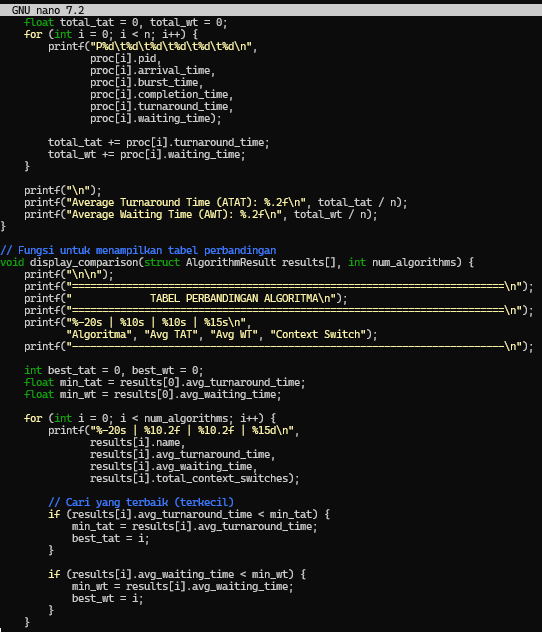 GNU nano 7.2
    float total_tat = 0, total_wt = 0;
    for (int i = 0; i < n; i++) {
        printf("P%d\t%d\t%d\t%d\t%d\t%d\n",
               proc[i].pid,
               proc[i].arrival_time,
               proc[i].burst_time,
               proc[i].completion_time,
               proc[i].turnaround_time,
               proc[i].waiting_time);

        total_tat += proc[i].turnaround_time;
        total_wt += proc[i].waiting_time;
    }

    printf("\n");
    printf("Average Turnaround Time (ATAT): %.2f\n", total_tat / n);
    printf("Average Waiting Time (AWT): %.2f\n", total_wt / n);
}

// Fungsi untuk menampilkan tabel perbandingan
void display_comparison(struct AlgorithmResult results[], int num_algorithms) {
    printf("\n\n");
    printf("========================================================================\n");
    printf("             TABEL PERBANDINGAN ALGORITMA\n");
    printf("========================================================================\n");
    printf("%-20s | %10s | %10s | %15s\n",
           "Algoritma", "Avg TAT", "Avg WT", "Context Switch");
    printf("------------------------------------------------------------------------\n");

    int best_tat = 0, best_wt = 0;
    float min_tat = results[0].avg_turnaround_time;
    float min_wt = results[0].avg_waiting_time;

    for (int i = 0; i < num_algorithms; i++) {
        printf("%-20s | %10.2f | %10.2f | %15d\n",
               results[i].name,
               results[i].avg_turnaround_time,
               results[i].avg_waiting_time,
               results[i].total_context_switches);

        // Cari yang terbaik (terkecil)
        if (results[i].avg_turnaround_time < min_tat) {
            min_tat = results[i].avg_turnaround_time;
            best_tat = i;
        }

        if (results[i].avg_waiting_time < min_wt) {
            min_wt = results[i].avg_waiting_time;
            best_wt = i;
        }
    }